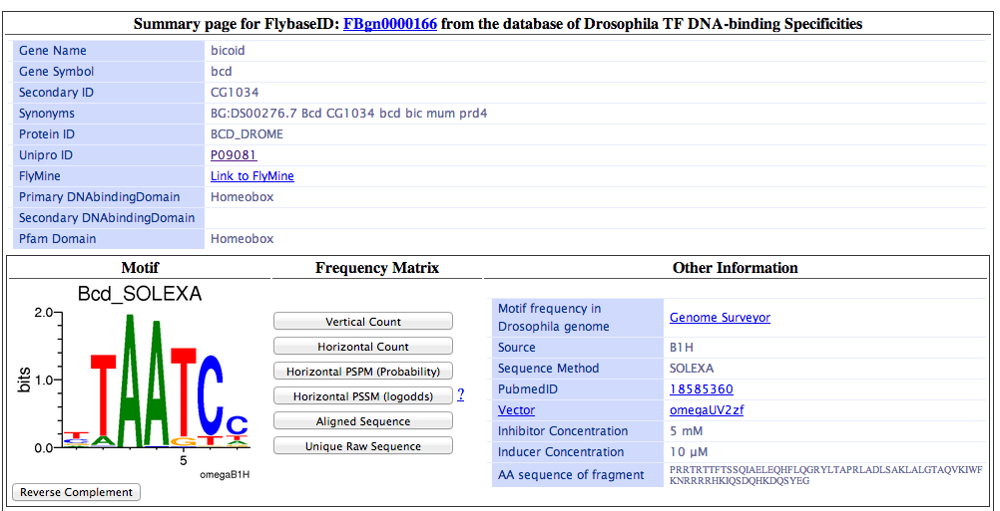 Summary page for FlybaseID: FBgn0000166 from the database of Drosophila TF DNA-binding Specificities
Gene Name bicoid
Gene Symbol bcd
Secondary ID CG1034
Synonyms BG:DS00276.7 Bcd CG1034 bcd bic mum prd4
Protein ID BCD_DROME
Unipro ID P09081
FlyMine Link to FlyMine
Primary DNAbindingDomain Homeobox
Secondary DNAbindingDomain
Pfam Domain Homeobox
Motif Frequency Matrix Other Information
Bcd_SOLEXA
2.0
1.0
0.0
bits
TAATCC
5
omegaB1H
Reverse Complement
Vertical Count
Horizontal Count
Horizontal PSPM (Probability)
Horizontal PSSM (logodds) ?
Aligned Sequence
Unique Raw Sequence
Motif frequency in
Drosophila genome Genome Surveyor
Source B1H
Sequence Method SOLEXA
PubmedID 18585360
Vector omegaUV2zf
Inhibitor Concentration 5 mM
Inducer Concentration 10 µM
AA sequence of fragment PRRTRTTFTSSQIAELEQHFLQGRYLTAPRLADLSAKLALGTAQVKIWF
KNRRRRHKIQSDQHKDQSYEG